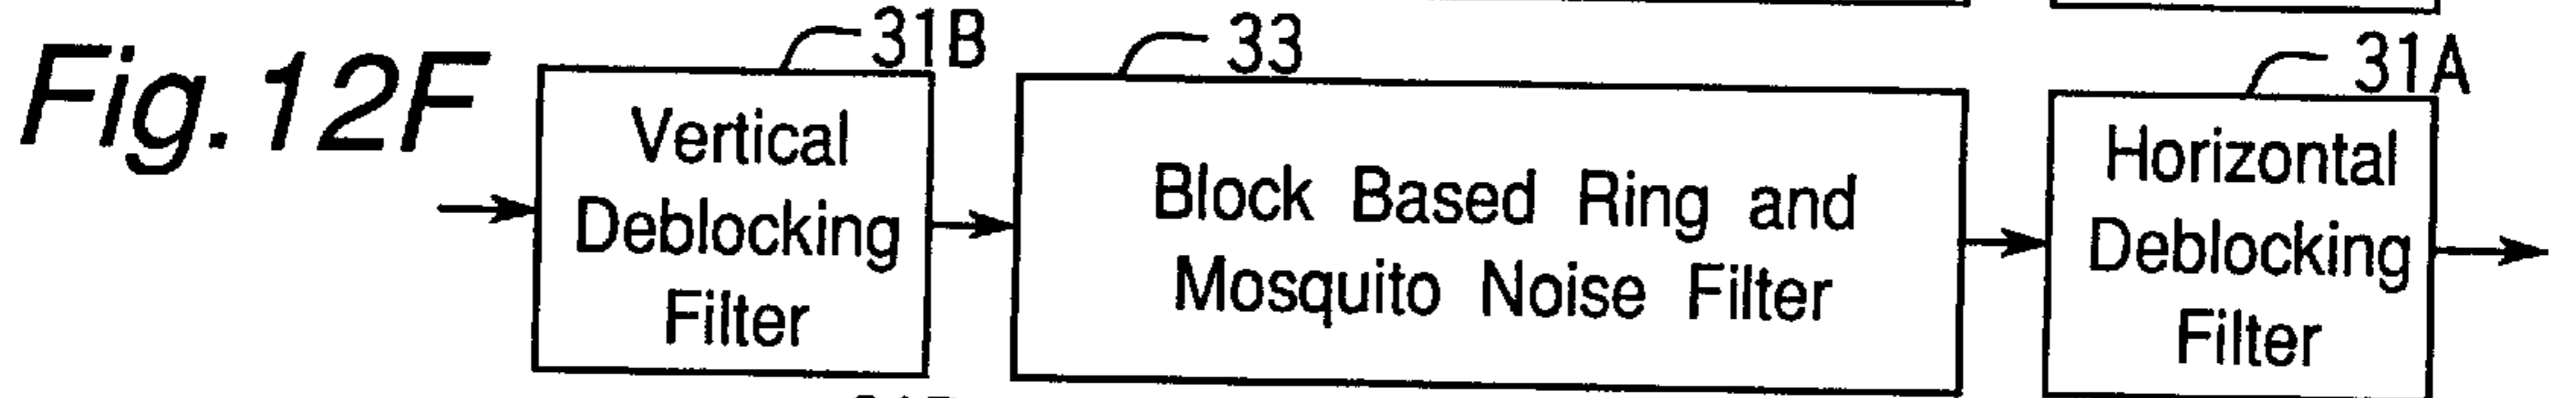 Fig.12F
31B
33
31A
Vertical
Deblocking
Filter
Block Based Ring and
Mosquito Noise Filter
Horizontal
Deblocking
Filter